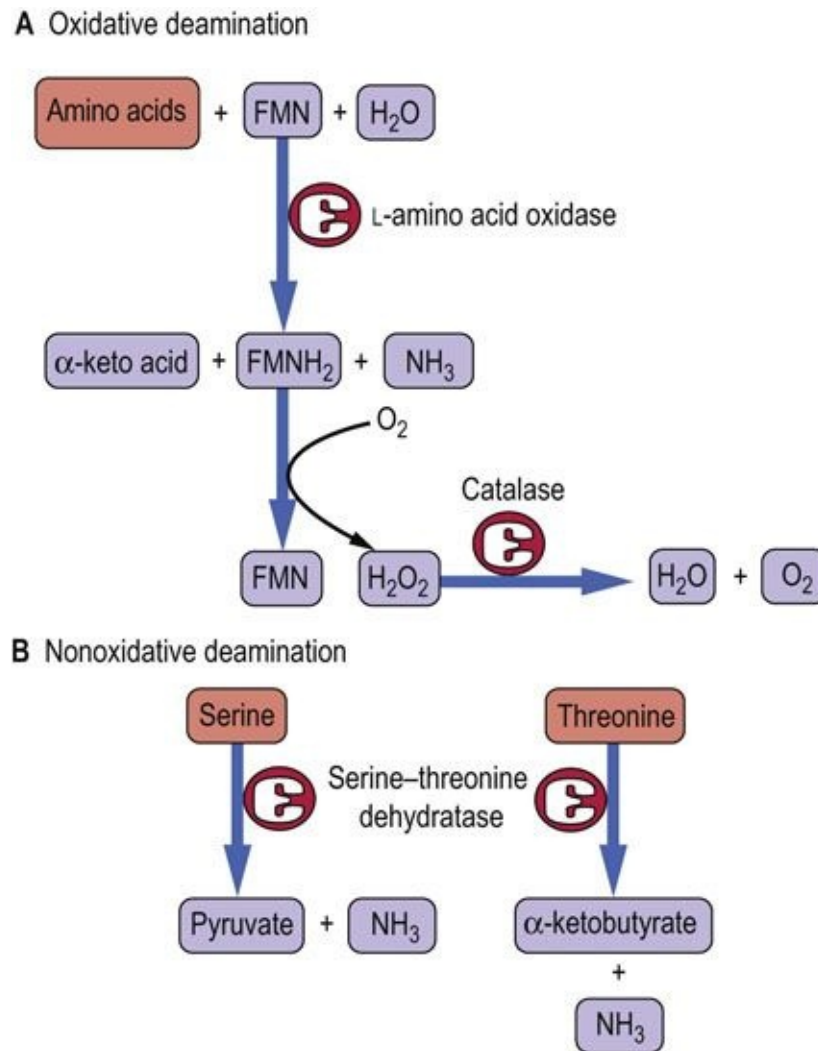 A Oxidative deamination
Amino acids + FMN + H₂O
L-amino acid oxidase
α-keto acid + FMNH₂ + NH₃
O₂
Catalase
FMN H₂O₂ H₂O + O₂
B Nonoxidative deamination
Serine Threonine
Serine–threonine
dehydratase
Pyruvate + NH₃ α-ketobutyrate
+
NH₃